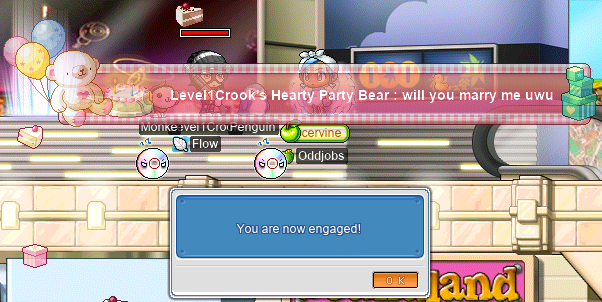 Level1Crook's Hearty Party Bear : will you marry me uwu
cervine
Flow
Oddjobs
You are now engaged!
OK